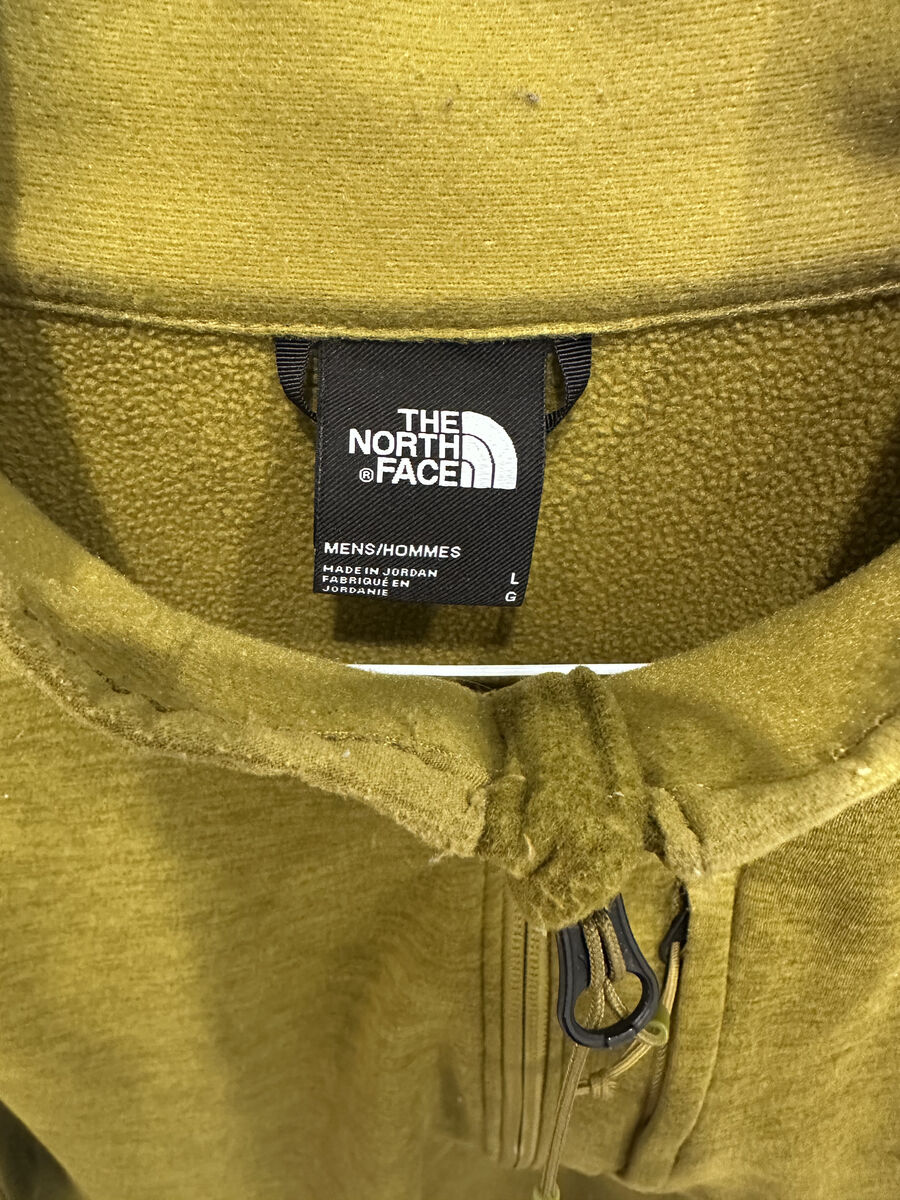 THE
NORTH
®FACE
MENS/HOMMES
MADE IN JORDAN
FABRIQUÉ EN
JORDANIE
L
G